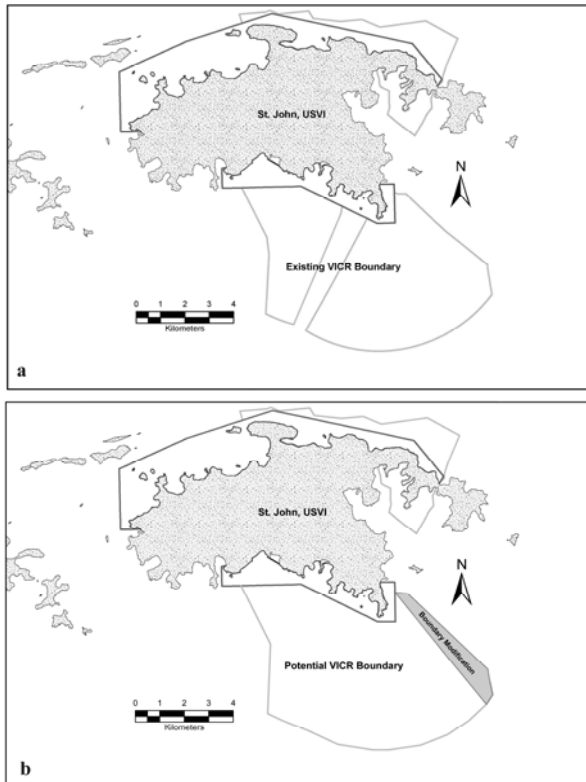 St. John, USVI
N
Existing VICR Boundary
0 1 2 3 4
Kilometers
a
St. John, USVI
N
Boundary Modification
Potential VICR Boundary
0 1 2 3 4
Kilometers
b